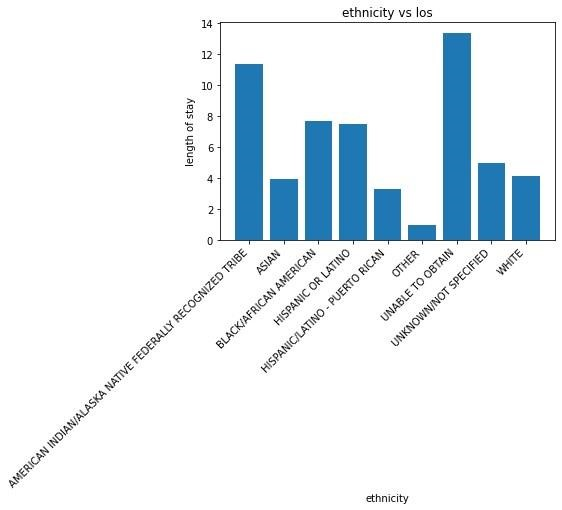 ethnicity vs los
length of stay
14
12
10
8
6
4
2
0
AMERICAN INDIAN/ALASKA NATIVE FEDERALLY RECOGNIZED TRIBE
ASIAN
BLACK/AFRICAN AMERICAN
HISPANIC OR LATINO
HISPANIC/LATINO - PUERTO RICAN
OTHER
UNABLE TO OBTAIN
UNKNOWN/NOT SPECIFIED
WHITE
ethnicity